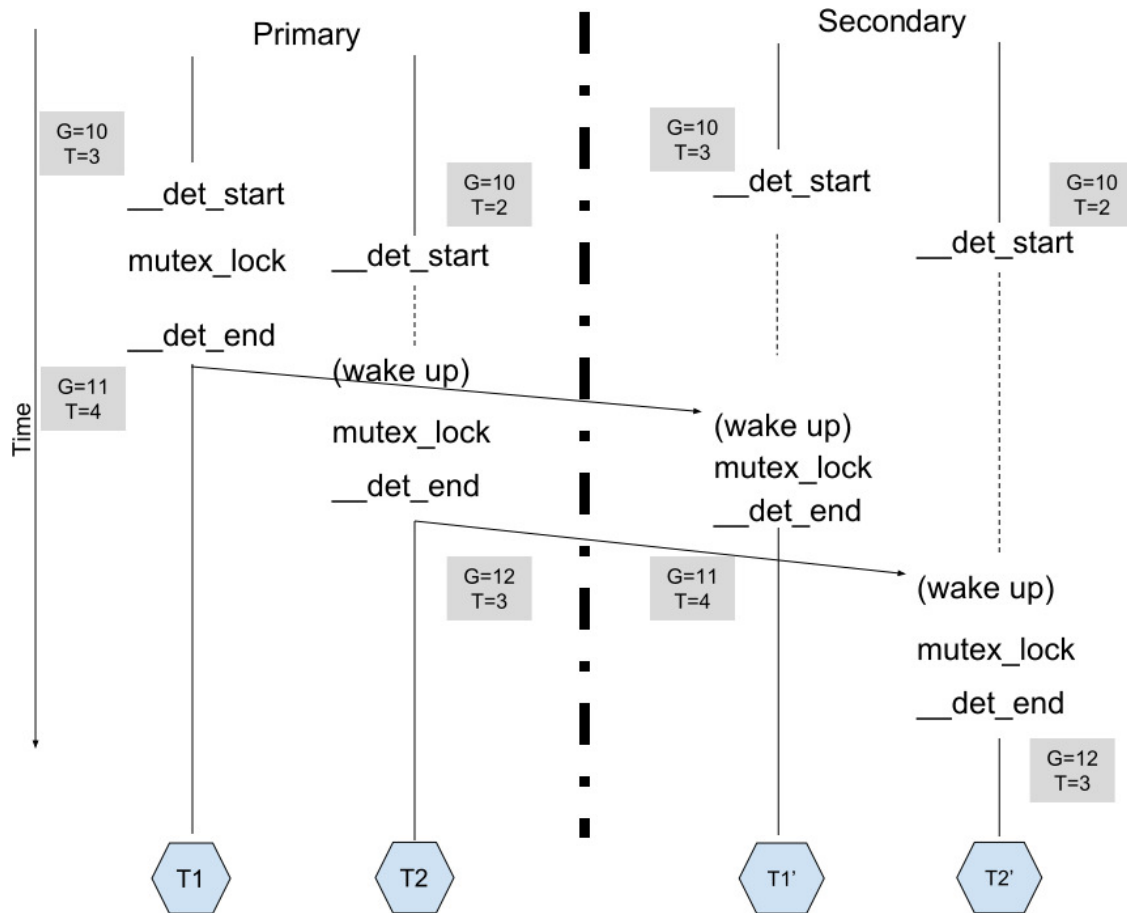 Primary
Secondary
G=10
T=3
G=10
T=3
__det_start
__det_start
G=10
T=2
G=10
T=2
mutex_lock
__det_start
__det_start
__det_end
(wake up)
G=11
T=4
Time
mutex_lock
(wake up)
mutex_lock
__det_end
__det_end
G=12
T=3
G=11
T=4
(wake up)
mutex_lock
__det_end
G=12
T=3
T1
T2
T1’
T2’